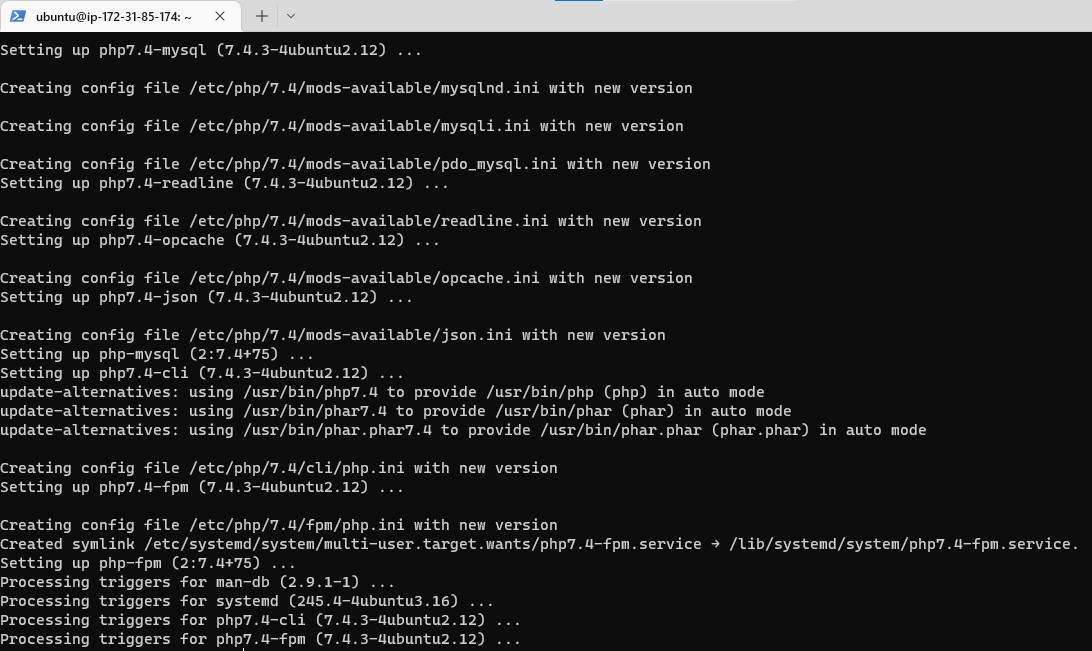 ubuntu@ip-172-31-85-174: ~
Setting up php7.4-mysql (7.4.3-4ubuntu2.12) ...
Creating config file /etc/php/7.4/mods-available/mysqlnd.ini with new version
Creating config file /etc/php/7.4/mods-available/mysqli.ini with new version
Creating config file /etc/php/7.4/mods-available/pdo_mysql.ini with new version
Setting up php7.4-readline (7.4.3-4ubuntu2.12) ...
Creating config file /etc/php/7.4/mods-available/readline.ini with new version
Setting up php7.4-opcache (7.4.3-4ubuntu2.12) ...
Creating config file /etc/php/7.4/mods-available/opcache.ini with new version
Setting up php7.4-json (7.4.3-4ubuntu2.12) ...
Creating config file /etc/php/7.4/mods-available/json.ini with new version
Setting up php-mysql (2:7.4+75) ...
Setting up php7.4-cli (7.4.3-4ubuntu2.12) ...
update-alternatives: using /usr/bin/php7.4 to provide /usr/bin/php (php) in auto mode
update-alternatives: using /usr/bin/phar7.4 to provide /usr/bin/phar (phar) in auto mode
update-alternatives: using /usr/bin/phar.phar7.4 to provide /usr/bin/phar.phar (phar.phar) in auto mode
Creating config file /etc/php/7.4/cli/php.ini with new version
Setting up php7.4-fpm (7.4.3-4ubuntu2.12) ...
Creating config file /etc/php/7.4/fpm/php.ini with new version
Created symlink /etc/systemd/system/multi-user.target.wants/php7.4-fpm.service → /lib/systemd/system/php7.4-fpm.service.
Setting up php-fpm (2:7.4+75) ...
Processing triggers for man-db (2.9.1-1) ...
Processing triggers for systemd (245.4-4ubuntu3.16) ...
Processing triggers for php7.4-cli (7.4.3-4ubuntu2.12) ...
Processing triggers for php7.4-fpm (7.4.3-4ubuntu2.12) ...